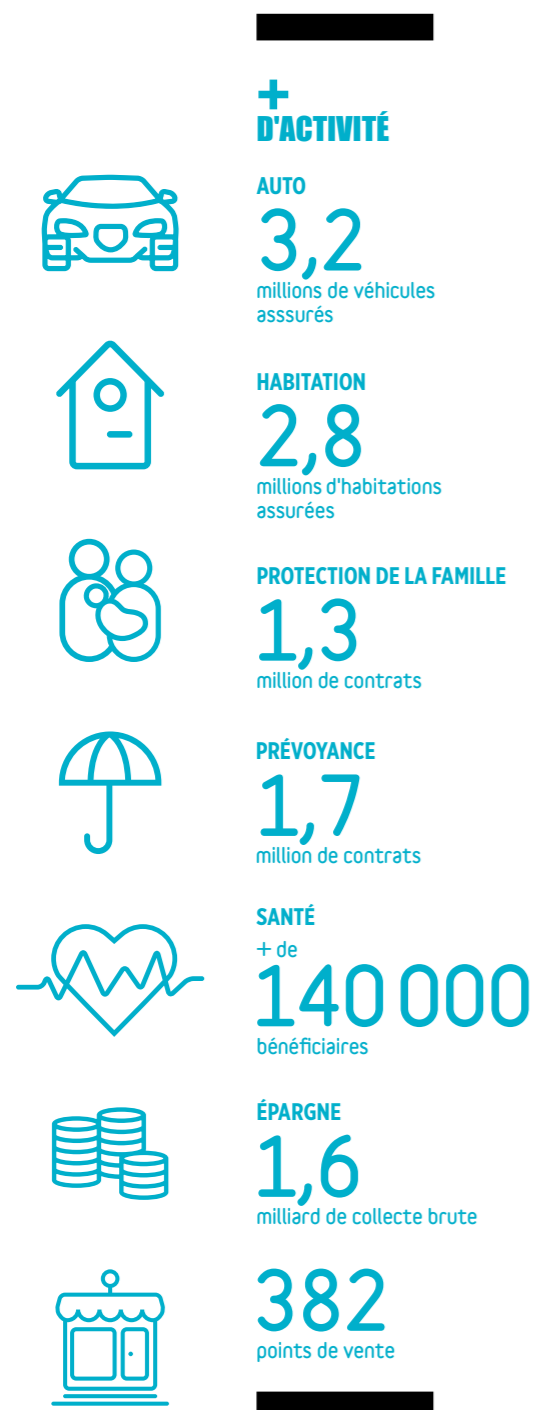 +
D'ACTIVITÉ
AUTO
3,2
millions de véhicules
asssurés
HABITATION
2,8
millions d'habitations
assurées
PROTECTION DE LA FAMILLE
1,3
million de contrats
PRÉVOYANCE
1,7
million de contrats
SANTÉ
+ de
140 000
bénéficiaires
ÉPARGNE
1,6
milliard de collecte brute
382
points de vente